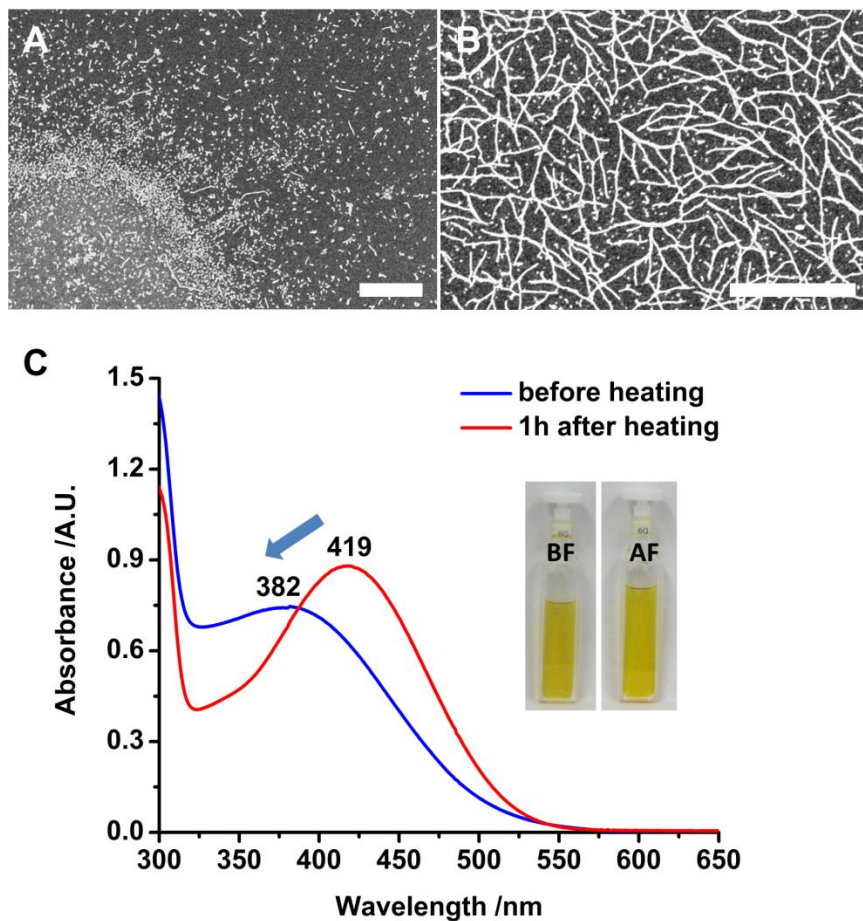 A
B
C
1.5
1.2
0.9
0.6
0.3
0.0
Absorbance /A.U.
before heating
1h after heating
419
382
BF
AF
300 350 400 450 500 550 600 650
Wavelength /nm